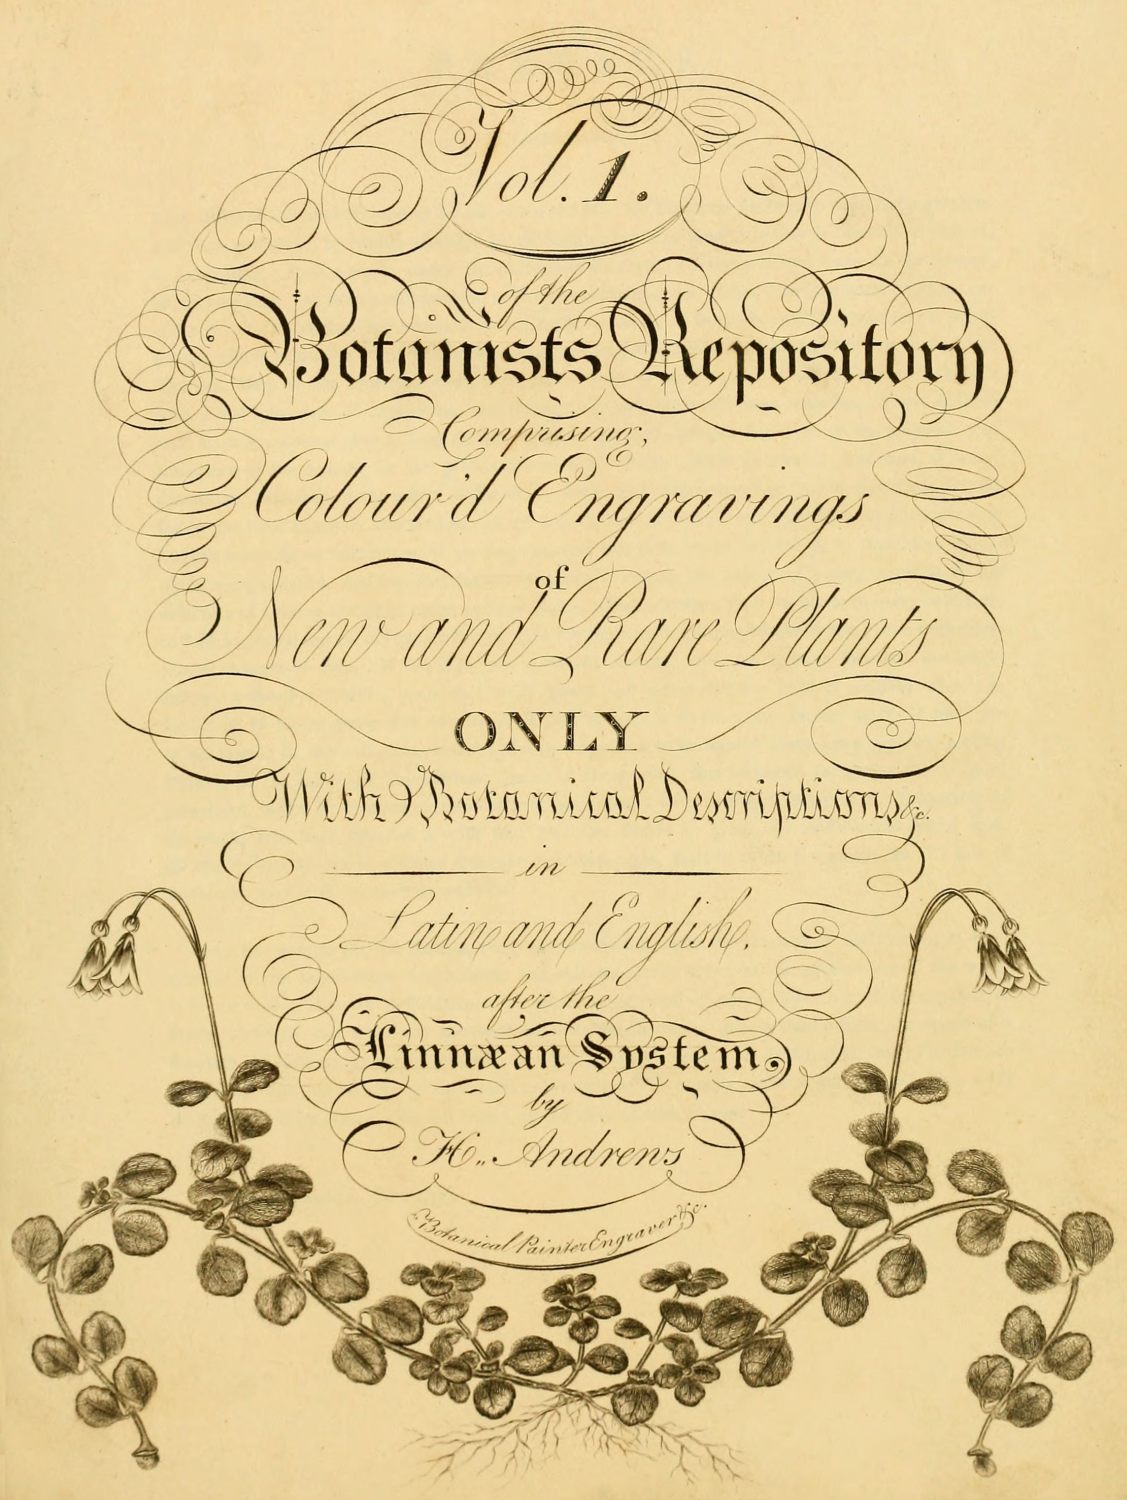 Vol. 1.
of the
Botanists Repository
Comprising,
Colour'd Engravings
of
New and Rare Plants
ONLY
With Botanical Descriptions &c.
in
Latin and English,
after the
Linnæan System,
by
H,, Andrews
Botanical Painter Engraver, &c.